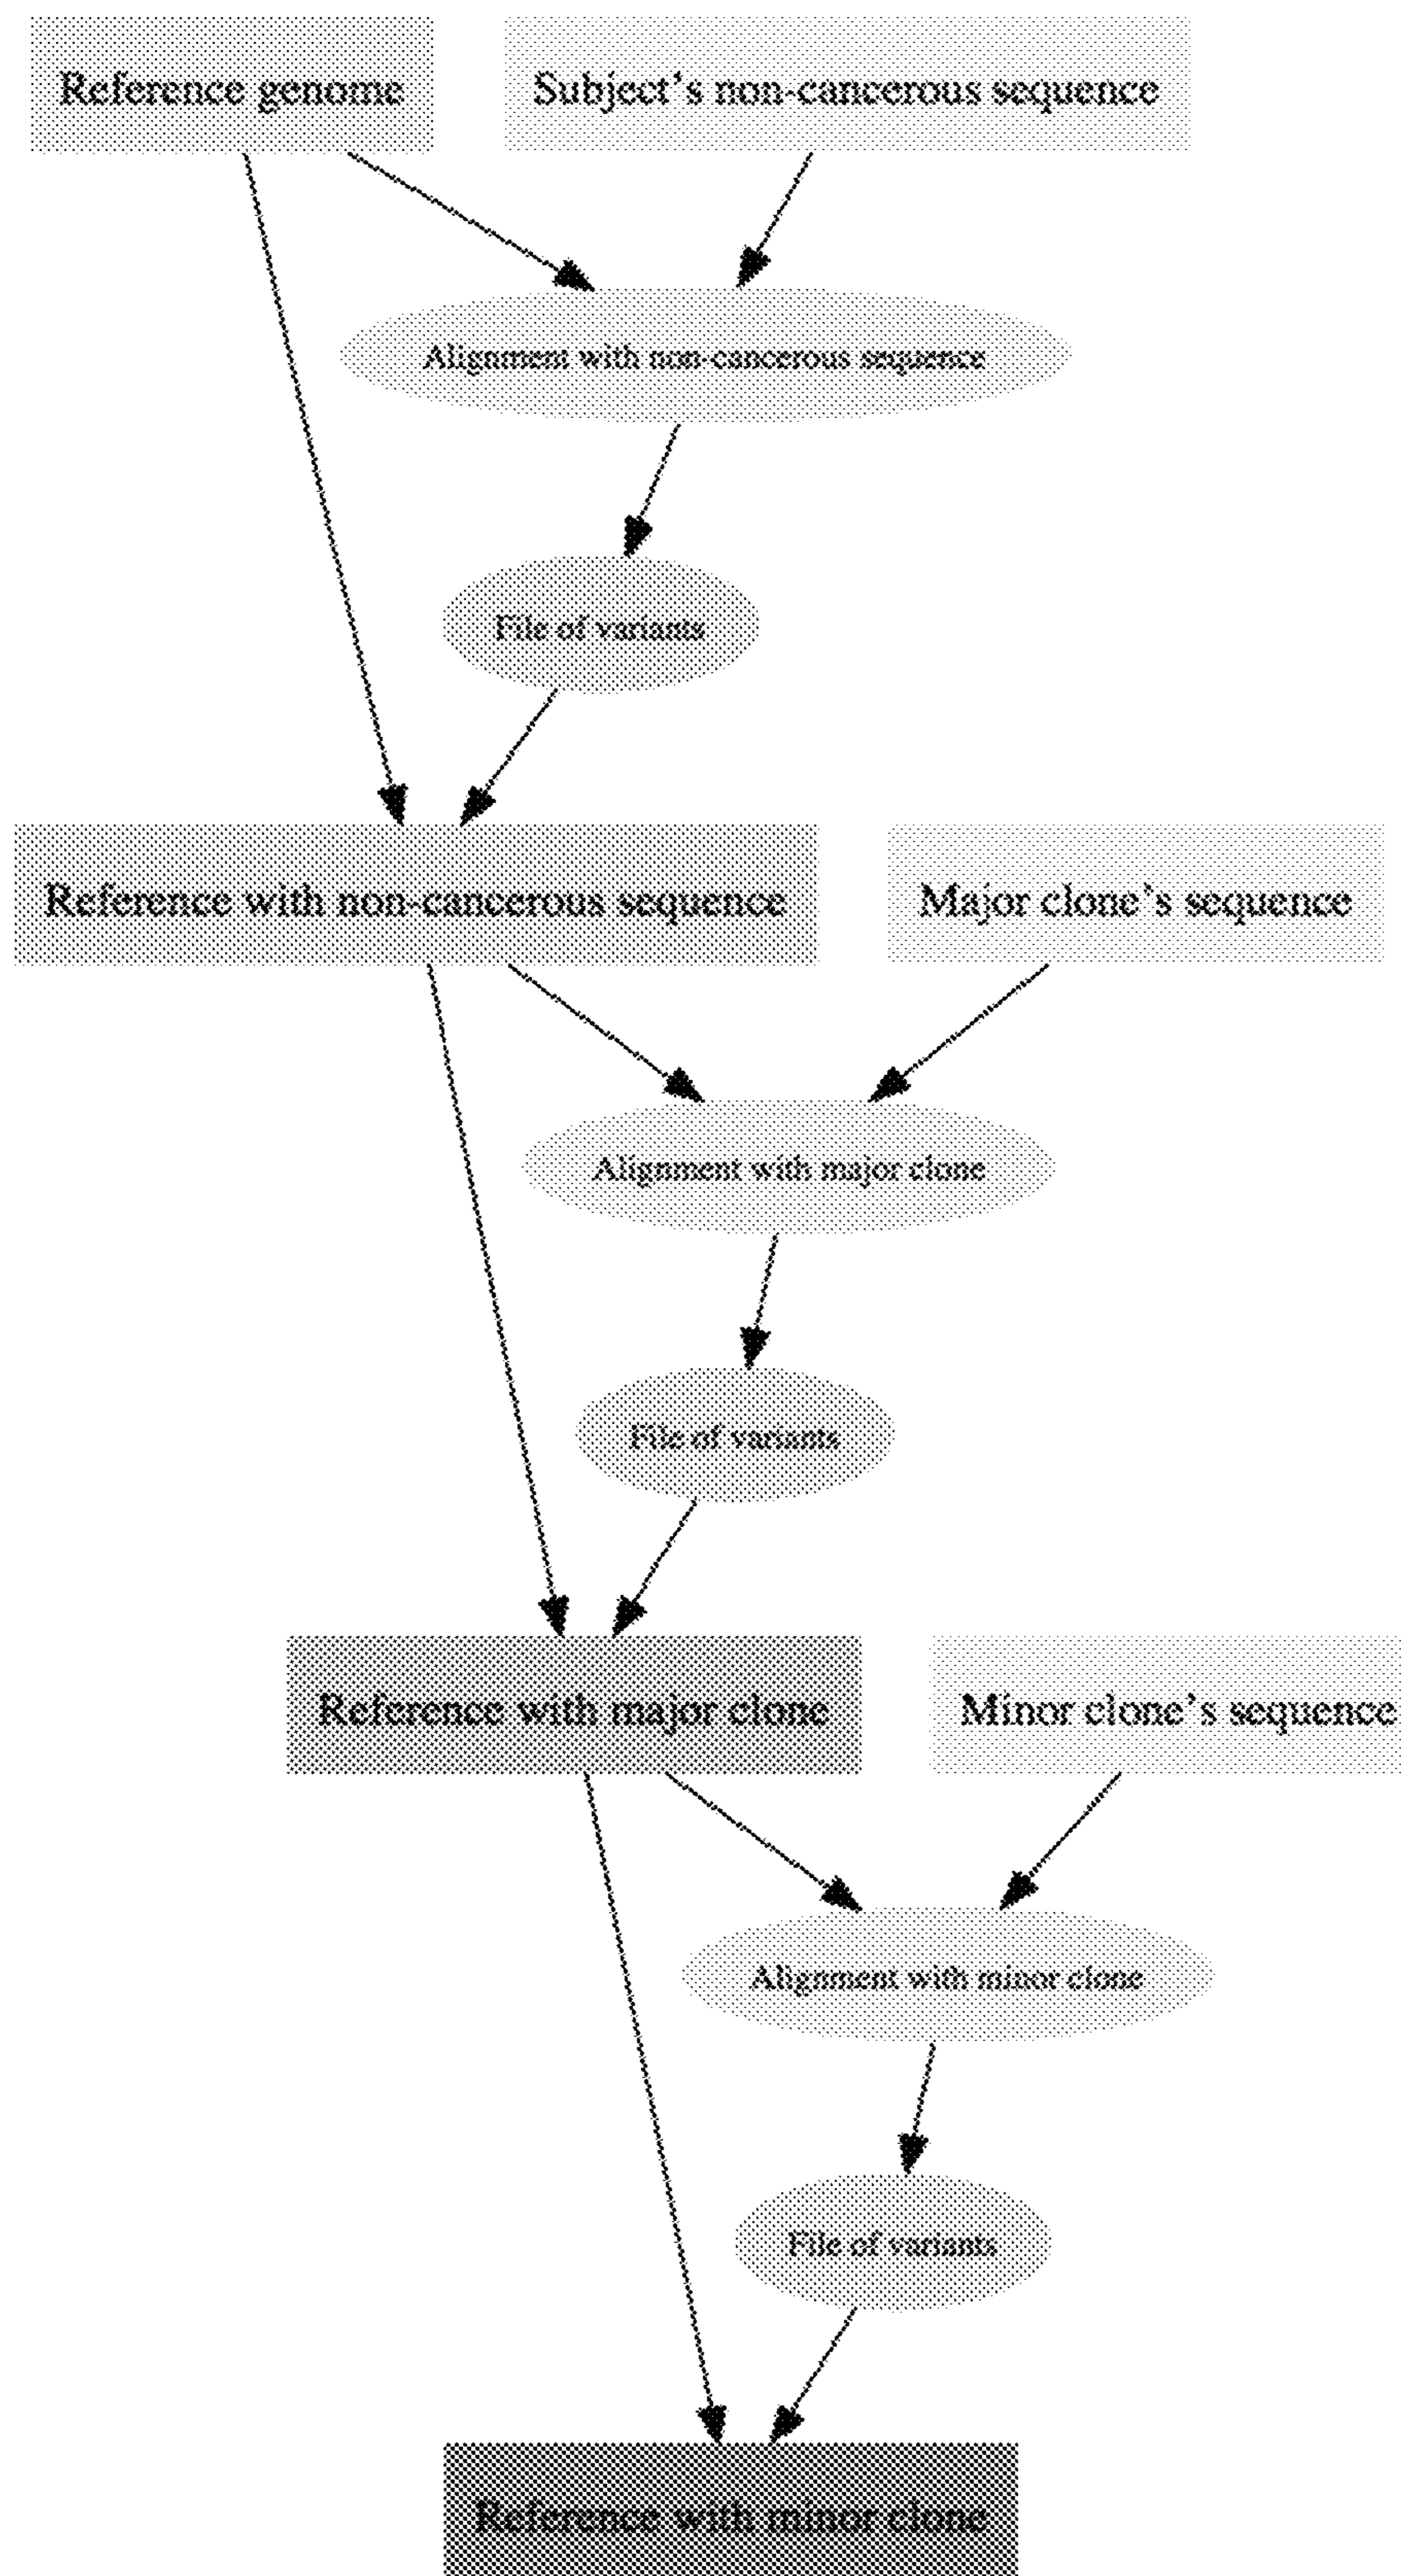 Reference genome
Subject's non-cancerous sequence
Alignment with non-cancerous sequence
File of variants
Reference with non-cancerous sequence
Major clone's sequence
Alignment with major clone
File of variants
Reference with major clone
Minor clone's sequence
Alignment with minor clone
File of variants
Reference with minor clone